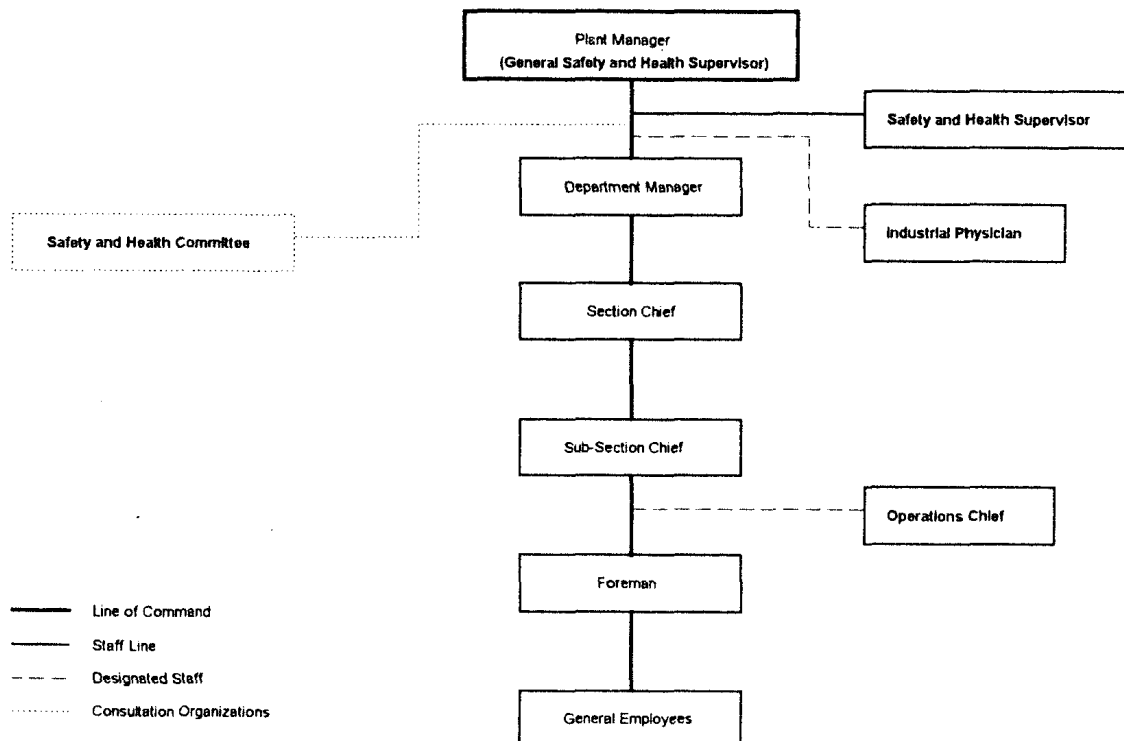 Plant Manager
(General Safety and Health Supervisor)
Safety and Health Supervisor
Department Manager
Safety and Health Committee
Industrial Physician
Section Chief
Sub-Section Chief
Operations Chief
Foreman
Line of Command
Staff Line
Designated Staff
Consultation Organizations
General Employees